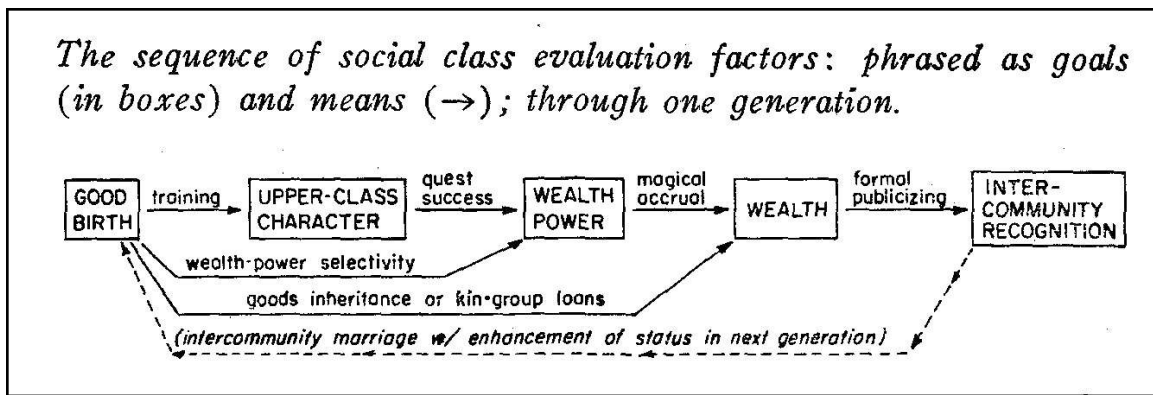 The sequence of social class evaluation factors: phrased as goals
(in boxes) and means (→); through one generation.
GOOD
BIRTH
training
UPPER-CLASS
CHARACTER
quest
success
WEALTH
POWER
magical
accrual
WEALTH
formal
publicizing
INTER-
COMMUNITY
RECOGNITION
wealth-power selectivity
goods inheritance or kin-group loans
(intercommunity marriage w/ enhancement of status in next generation)